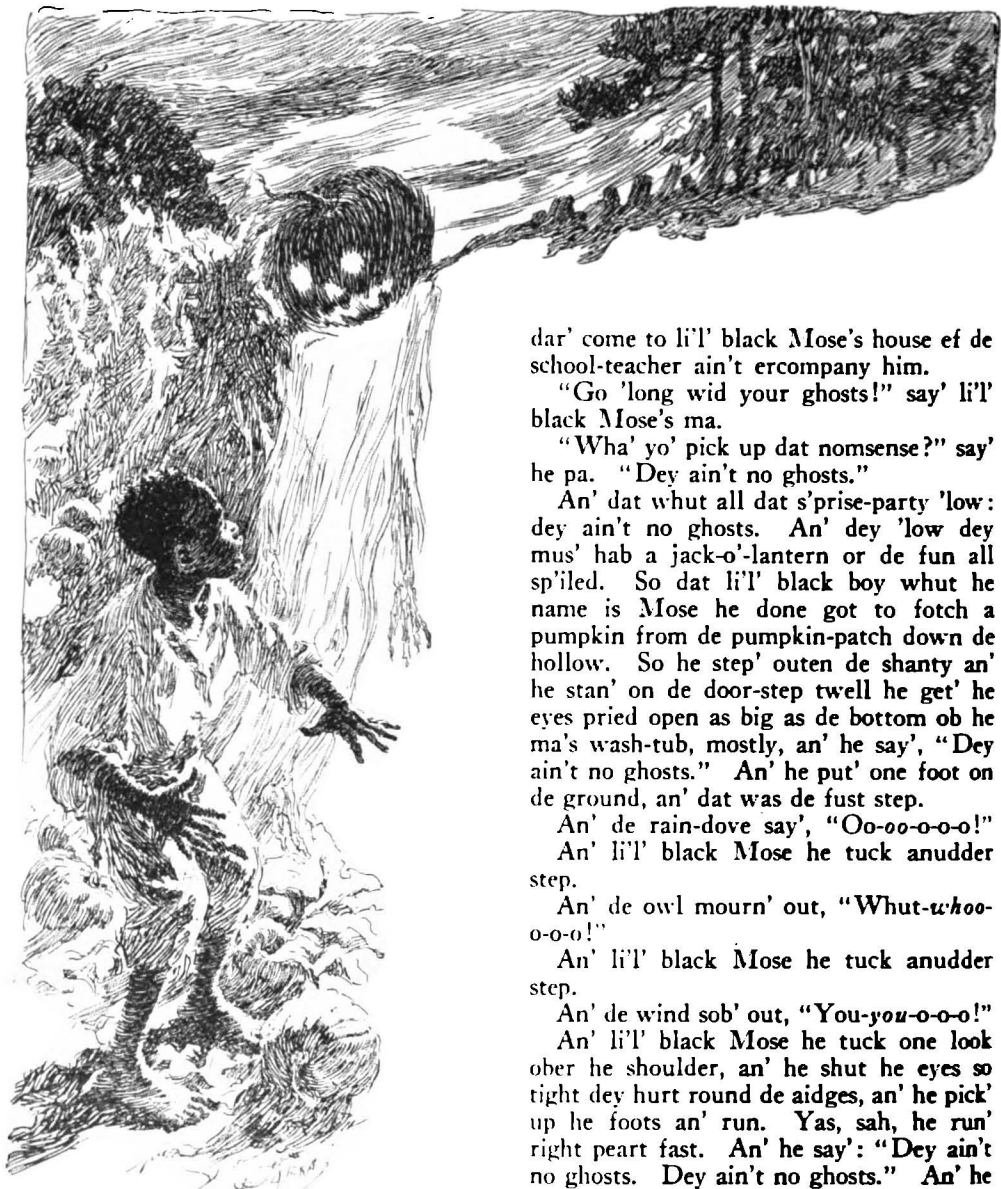 dar' come to li'l' black Mose's house ef de
school-teacher ain't ercompany him.
"Go 'long wid your ghosts!" say' li'l'
black Mose's ma.
"Wha' yo' pick up dat nomsense?" say'
he pa. "Dey ain't no ghosts."
An' dat whut all dat s'prise-party 'low:
dey ain't no ghosts. An' dey 'low dey
mus' hab a jack-o'-lantern or de fun all
sp'iled. So dat li'l' black boy whut he
name is Mose he done got to fotch a
pumpkin from de pumpkin-patch down de
hollow. So he step' outen de shanty an'
he stan' on de door-step twell he get' he
eyes pried open as big as de bottom ob he
ma's wash-tub, mostly, an' he say', "Dey
ain't no ghosts." An' he put' one foot on
de ground, an' dat was de fust step.
An' de rain-dove say', "Oo-oo-o-o-o!"
An' li'l' black Mose he tuck anudder
step.
An' de owl mourn' out, "Whut-whoo-
o-o-o!"
An' li'l' black Mose he tuck anudder
step.
An' de wind sob' out, "You-you-o-o-o!"
An' li'l' black Mose he tuck one look
ober he shoulder, an' he shut he eyes so
tight dey hurt round de aidges, an' he pick'
up he foots an' run. Yas, sah, he run'
right peart fast. An' he say': "Dey ain't
no ghosts. Dey ain't no ghosts." An' he